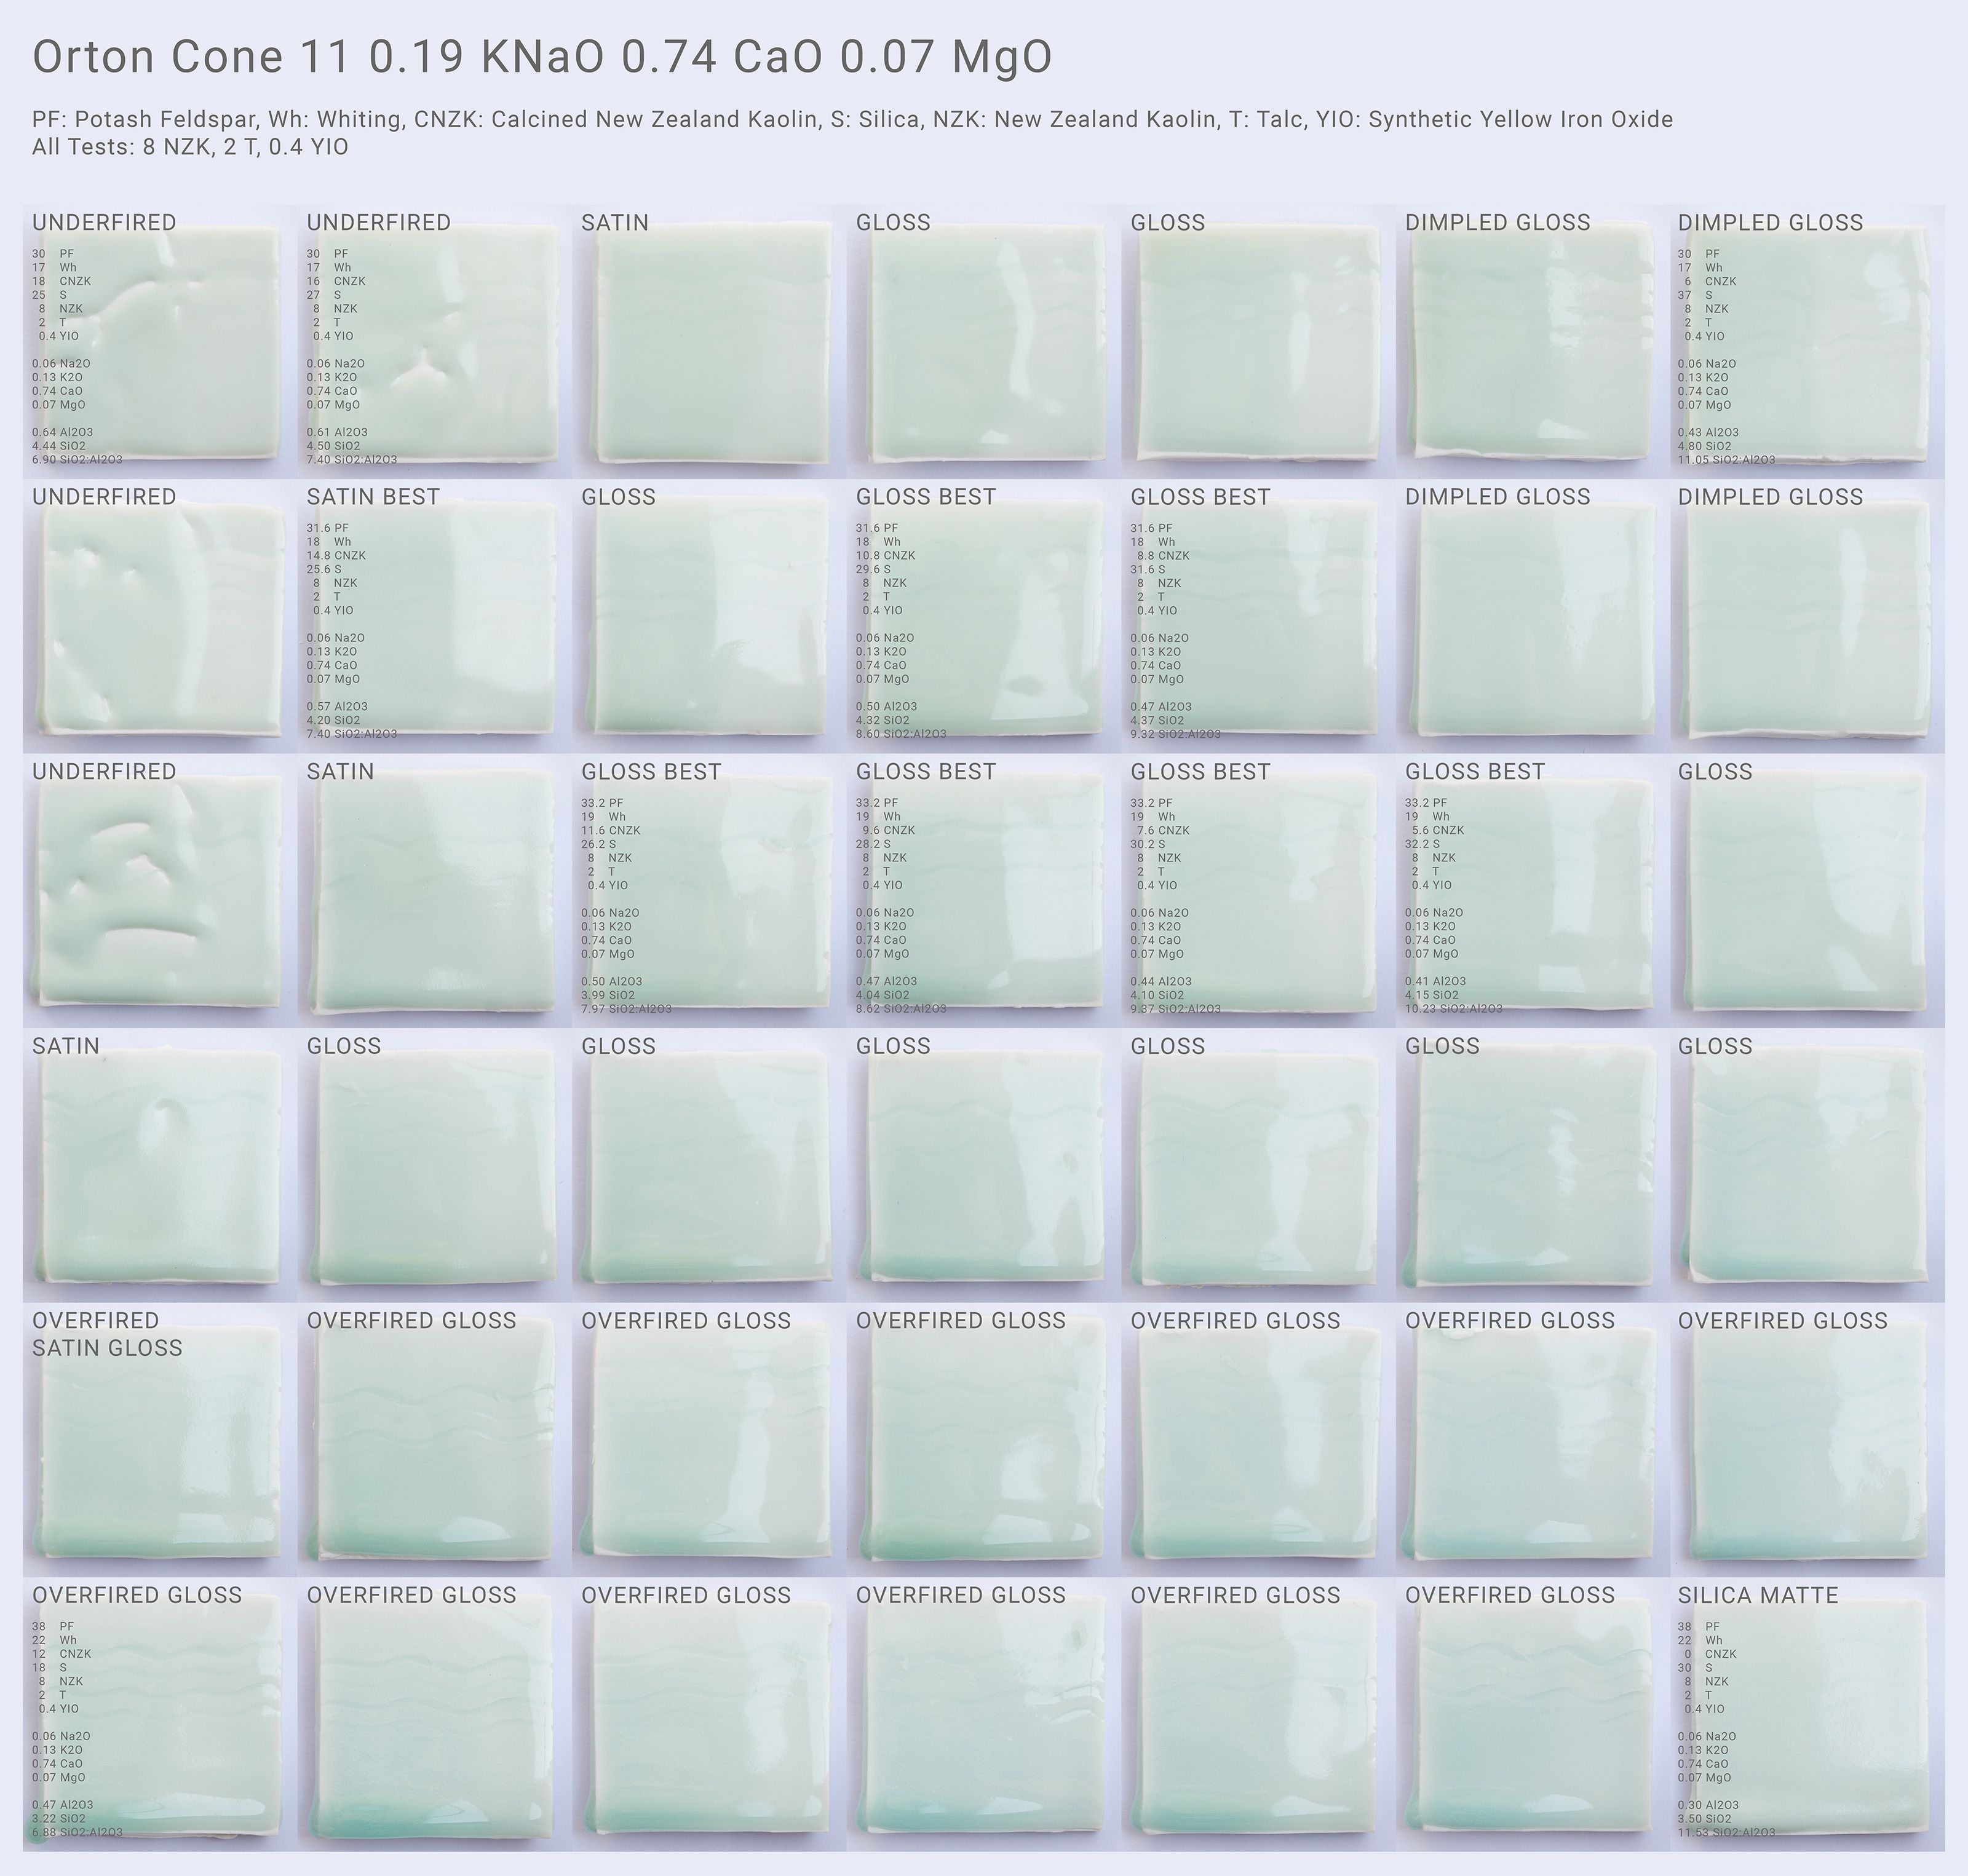 Orton Cone 11 0.19 KNaO 0.74 CaO 0.07 MgO
PF: Potash Feldspar, Wh: Whiting, CNZK: Calcined New Zealand Kaolin, S: Silica, NZK: New Zealand Kaolin, T: Talc, YIO: Synthetic Yellow Iron Oxide
All Tests: 8 NZK, 2 T, 0.4 YIO
UNDERFIRED
30 PF
17 Wh
18 CNZK
25 S
8 NZK
2 T
0.4 YIO
0.06 Na2O
0.13 K2O
0.74 CaO
0.07 MgO
0.64 Al2O3
4.44 SiO2
6.90 SiO2:Al2O3
UNDERFIRED
30 PF
17 Wh
16 CNZK
27 S
8 NZK
2 T
0.4 YIO
0.06 Na2O
0.13 K2O
0.74 CaO
0.07 MgO
0.61 Al2O3
4.50 SiO2
7.40 SiO2:Al2O3
SATIN
GLOSS
GLOSS
DIMPLED GLOSS
DIMPLED GLOSS
30 PF
17 Wh
6 CNZK
37 S
8 NZK
2 T
0.4 YIO
0.06 Na2O
0.13 K2O
0.74 CaO
0.07 MgO
0.43 Al2O3
4.80 SiO2
11.05 SiO2:Al2O3
UNDERFIRED
SATIN BEST
31.6 PF
18 Wh
14.8 CNZK
25.6 S
8 NZK
2 T
0.4 YIO
0.06 Na2O
0.13 K2O
0.74 CaO
0.07 MgO
0.57 Al2O3
4.20 SiO2
7.40 SiO2:Al2O3
GLOSS
GLOSS BEST
31.6 PF
18 Wh
10.8 CNZK
29.6 S
8 NZK
2 T
0.4 YIO
0.06 Na2O
0.13 K2O
0.74 CaO
0.07 MgO
0.50 Al2O3
4.32 SiO2
8.60 SiO2:Al2O3
GLOSS BEST
31.6 PF
18 Wh
8.8 CNZK
31.6 S
8 NZK
2 T
0.4 YIO
0.06 Na2O
0.13 K2O
0.74 CaO
0.07 MgO
0.47 Al2O3
4.37 SiO2
9.32 SiO2:Al2O3
DIMPLED GLOSS
DIMPLED GLOSS
UNDERFIRED
SATIN
GLOSS BEST
33.2 PF
19 Wh
11.6 CNZK
26.2 S
8 NZK
2 T
0.4 YIO
0.06 Na2O
0.13 K2O
0.74 CaO
0.07 MgO
0.50 Al2O3
3.99 SiO2
7.97 SiO2:Al2O3
GLOSS BEST
33.2 PF
19 Wh
9.6 CNZK
28.2 S
8 NZK
2 T
0.4 YIO
0.06 Na2O
0.13 K2O
0.74 CaO
0.07 MgO
0.47 Al2O3
4.04 SiO2
8.62 SiO2:Al2O3
GLOSS BEST
33.2 PF
19 Wh
7.6 CNZK
30.2 S
8 NZK
2 T
0.4 YIO
0.06 Na2O
0.13 K2O
0.74 CaO
0.07 MgO
0.44 Al2O3
4.10 SiO2
9.37 SiO2:Al2O3
GLOSS BEST
33.2 PF
19 Wh
5.6 CNZK
32.2 S
8 NZK
2 T
0.4 YIO
0.06 Na2O
0.13 K2O
0.74 CaO
0.07 MgO
0.41 Al2O3
4.15 SiO2
10.23 SiO2:Al2O3
GLOSS
SATIN
GLOSS
GLOSS
GLOSS
GLOSS
GLOSS
GLOSS
OVERFIRED
SATIN GLOSS
OVERFIRED GLOSS
OVERFIRED GLOSS
OVERFIRED GLOSS
OVERFIRED GLOSS
OVERFIRED GLOSS
OVERFIRED GLOSS
OVERFIRED GLOSS
38 PF
22 Wh
12 CNZK
18 S
8 NZK
2 T
0.4 YIO
0.06 Na2O
0.13 K2O
0.74 CaO
0.07 MgO
0.47 Al2O3
3.22 SiO2
6.88 SiO2:Al2O3
OVERFIRED GLOSS
OVERFIRED GLOSS
OVERFIRED GLOSS
OVERFIRED GLOSS
OVERFIRED GLOSS
SILICA MATTE
38 PF
22 Wh
0 CNZK
30 S
8 NZK
2 T
0.4 YIO
0.06 Na2O
0.13 K2O
0.74 CaO
0.07 MgO
0.30 Al2O3
3.50 SiO2
11.53 SiO2:Al2O3